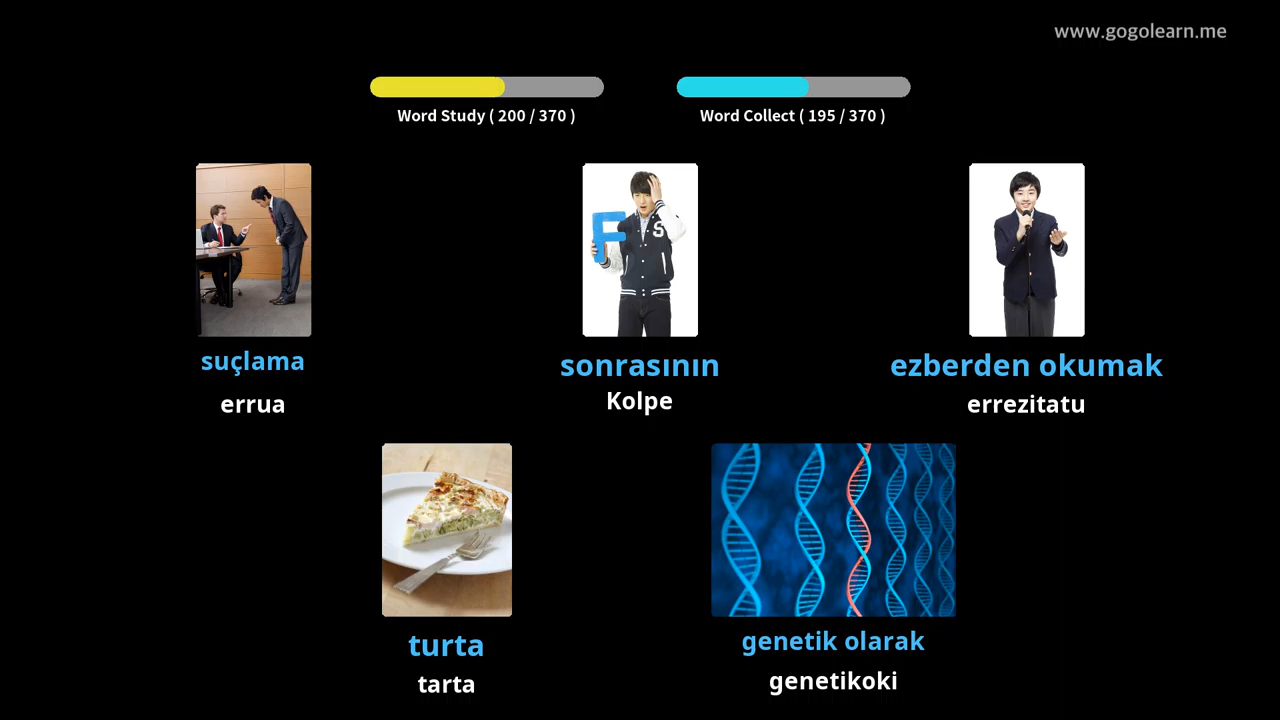 www.gogolearn.me
Word Study ( 200 / 370 )
Word Collect ( 195 / 370 )
F
S
suçlama
sonrasının
ezberden okumak
errua
Kolpe
errezitatu
turta
genetik olarak
tarta
genetikoki